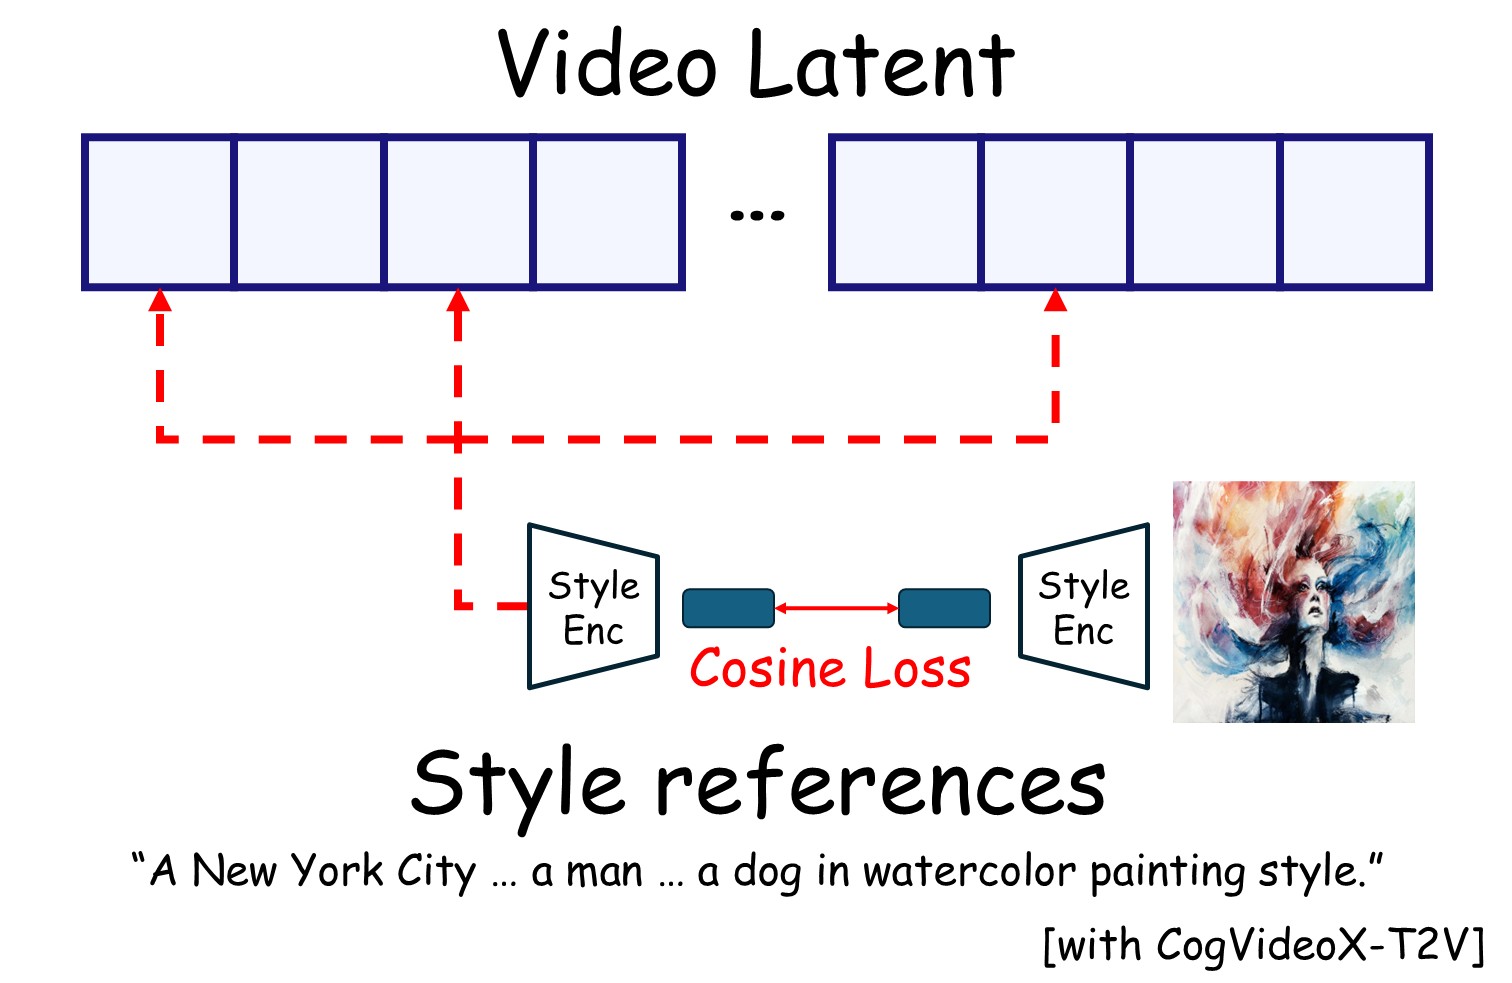 Video Latent
...
Style
Enc
Style
Enc
Cosine Loss
Style references
“A New York City ... a man ... a dog in watercolor painting style.”
[with CogVideoX-T2V]